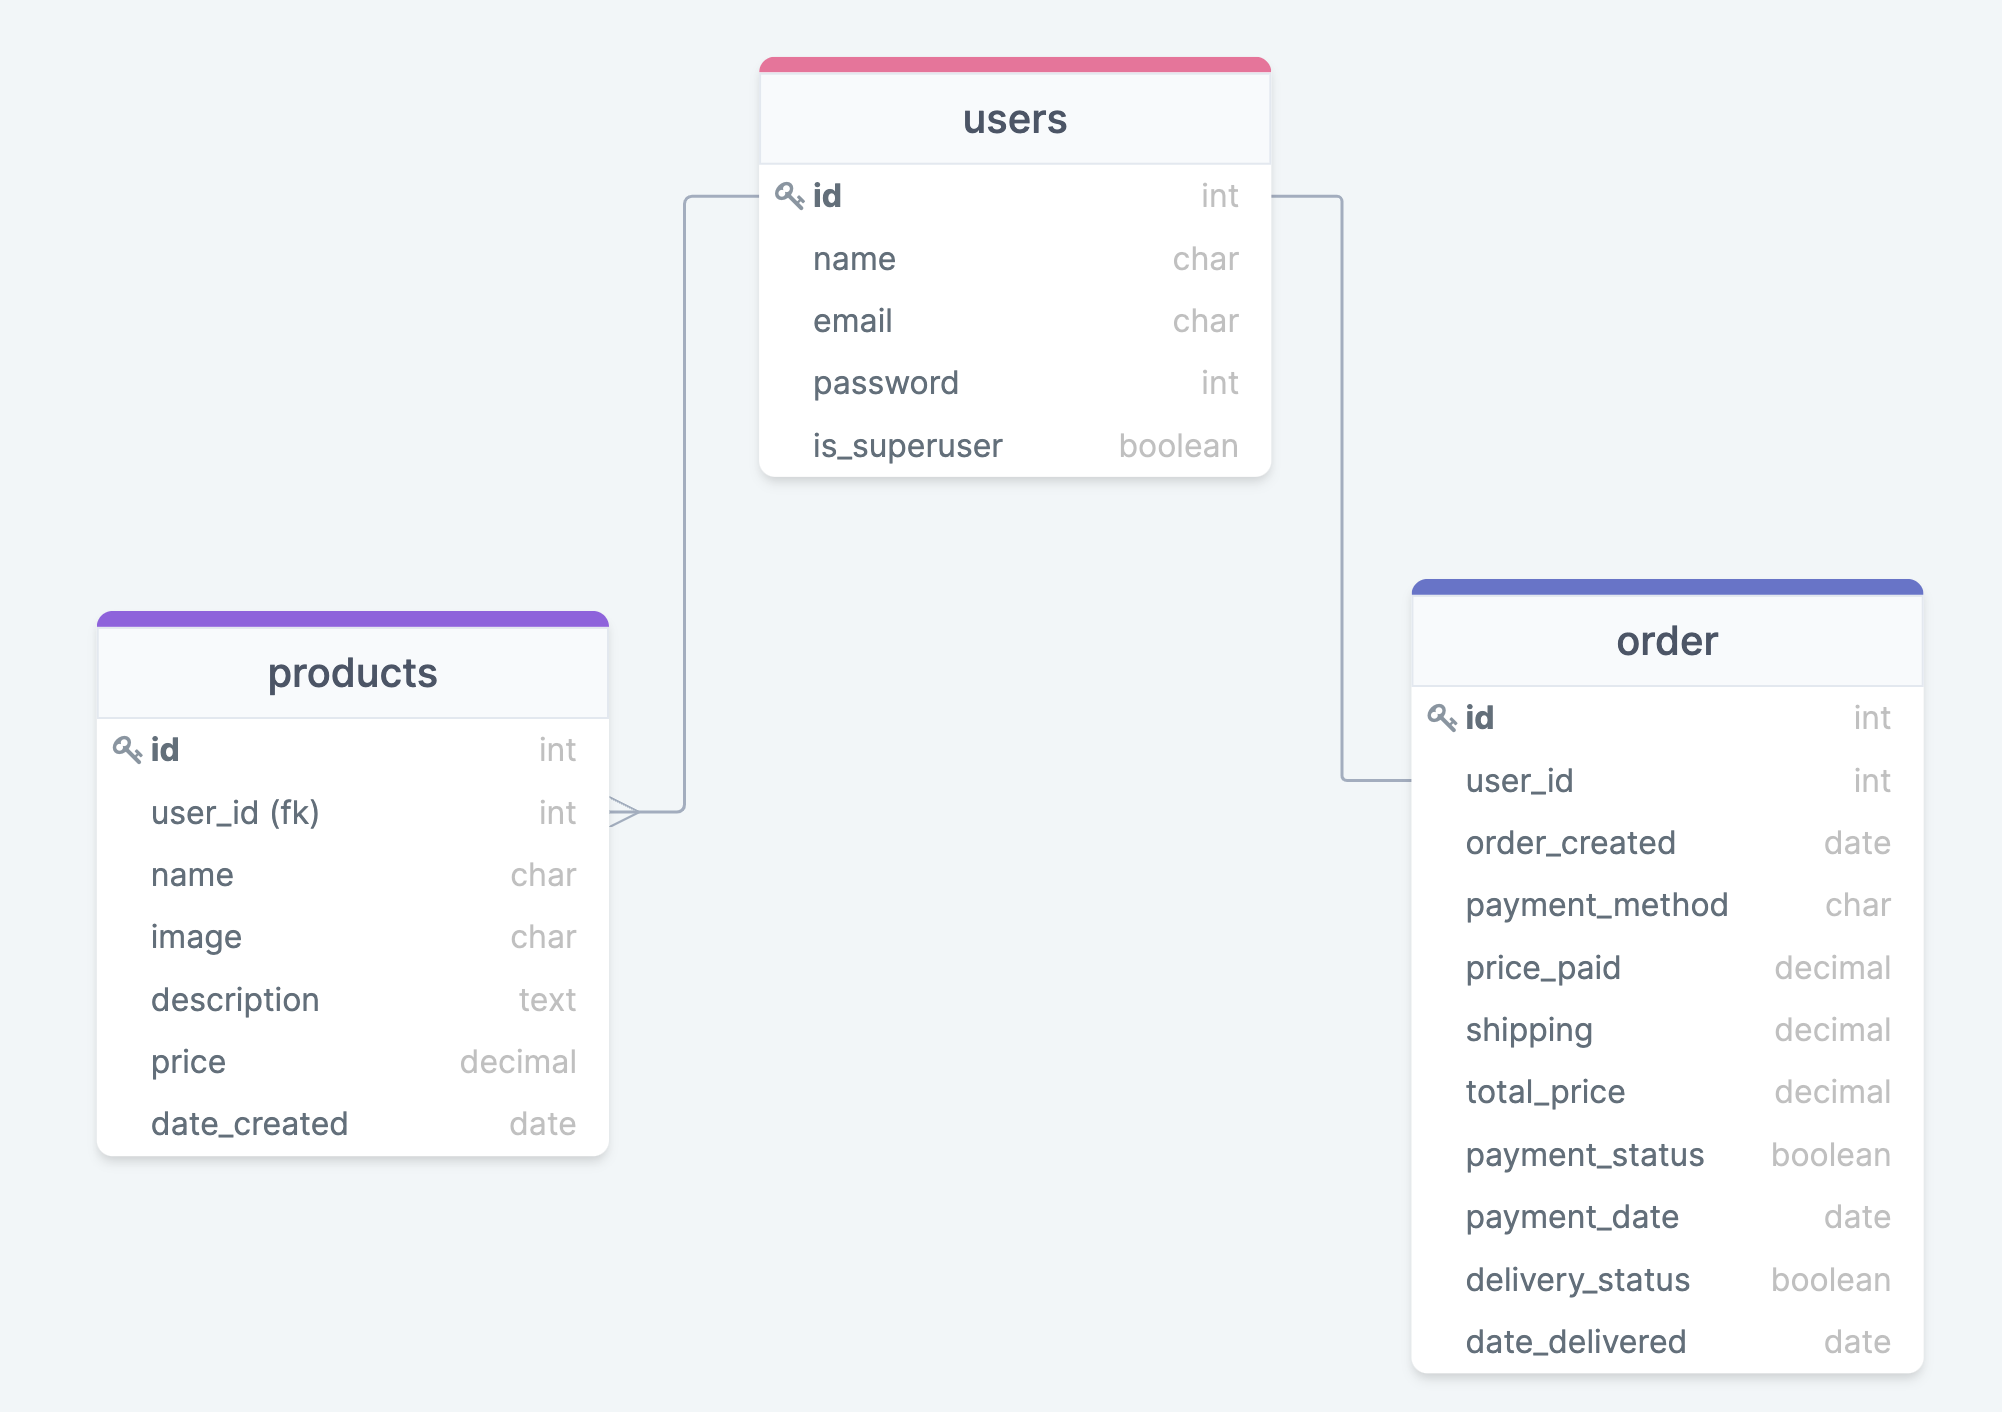 users
id int
name char
email char
password int
is_superuser boolean
products
id int
user_id (fk) int
name char
image char
description text
price decimal
date_created date
order
id int
user_id int
order_created date
payment_method char
price_paid decimal
shipping decimal
total_price decimal
payment_status boolean
payment_date date
delivery_status boolean
date_delivered date